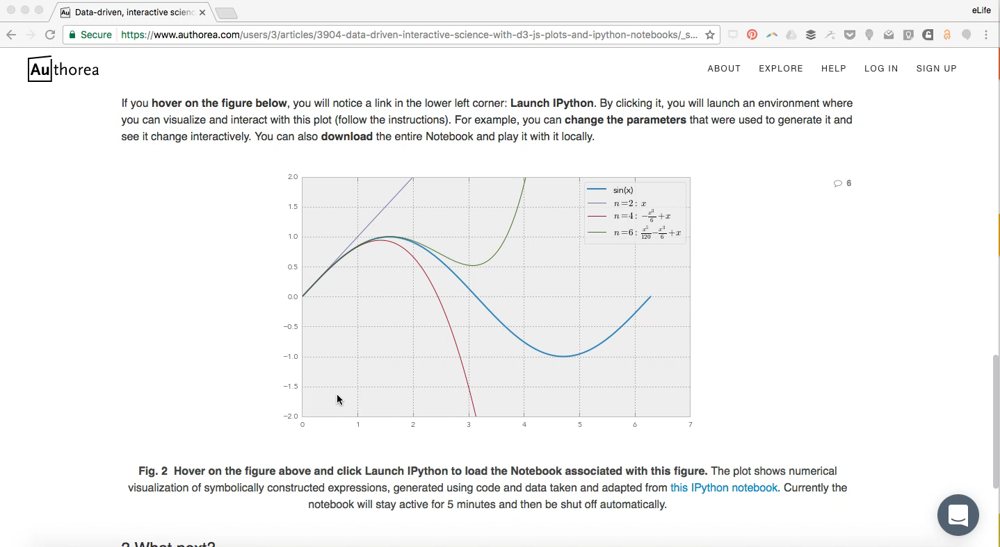 Au Data-driven, interactive scienc
eLife
Secure https://www.authorea.com/users/3/articles/3904-data-driven-interactive-science-with-d3-js-plots-and-ipython-notebooks/_s...
Authorea
ABOUT EXPLORE HELP LOG IN SIGN UP
If you hover on the figure below, you will notice a link in the lower left corner: Launch IPython. By clicking it, you will launch an environment where
you can visualize and interact with this plot (follow the instructions). For example, you can change the parameters that were used to generate it and
see it change interactively. You can also download the entire Notebook and play it with it locally.
6
2.0
1.5
1.0
0.5
0.0
−0.5
−1.0
−1.5
−2.0
0 1 2 3 4 5 6 7
sin(x)
n=2: x
n=4: −x³/6+x
n=6: x⁵/120−x³/6+x
Fig. 2 Hover on the figure above and click Launch IPython to load the Notebook associated with this figure. The plot shows numerical
visualization of symbolically constructed expressions, generated using code and data taken and adapted from this IPython notebook. Currently the
notebook will stay active for 5 minutes and then be shut off automatically.
2 What next?